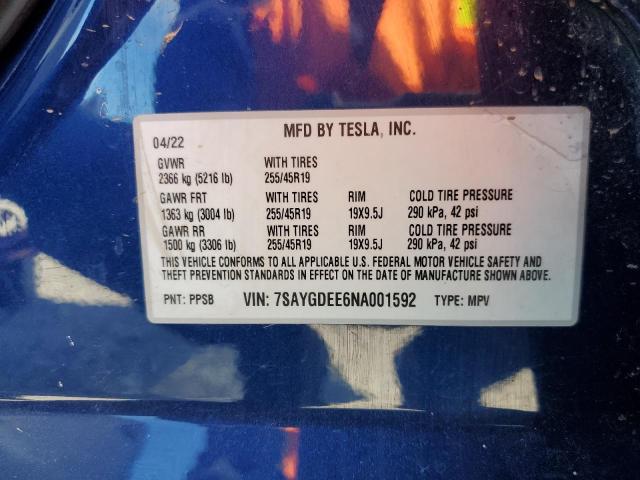 MFD BY TESLA, INC.
04/22
GVWR WITH TIRES
2366 kg (5216 lb) 255/45R19
GAWR FRT WITH TIRES RIM COLD TIRE PRESSURE
1363 kg (3004 lb) 255/45R19 19X9.5J 290 kPa, 42 psi
GAWR RR WITH TIRES RIM COLD TIRE PRESSURE
1500 kg (3306 lb) 255/45R19 19X9.5J 290 kPa, 42 psi
THIS VEHICLE CONFORMS TO ALL APPLICABLE U.S. FEDERAL MOTOR VEHICLE SAFETY AND
THEFT PREVENTION STANDARDS IN EFFECT ON THE DATE OF MANUFACTURE SHOWN ABOVE.
PNT: PPSB VIN: 7SAYGDEE6NA001592 TYPE: MPV